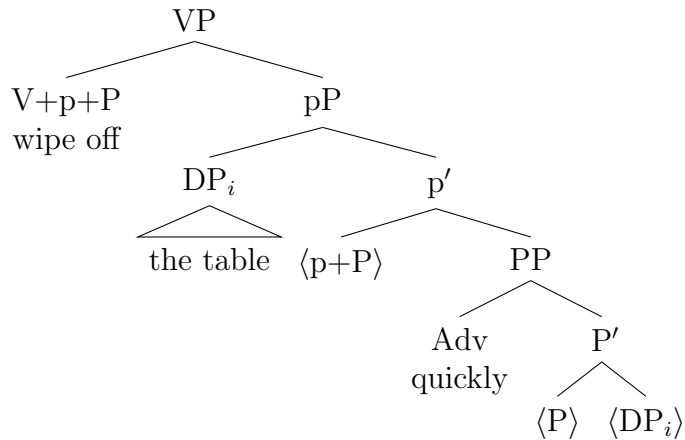 VP
V+p+P pP
wipe off
DPᵢ p′
the table ⟨p+P⟩ PP
Adv P′
quickly
⟨P⟩ ⟨DPᵢ⟩